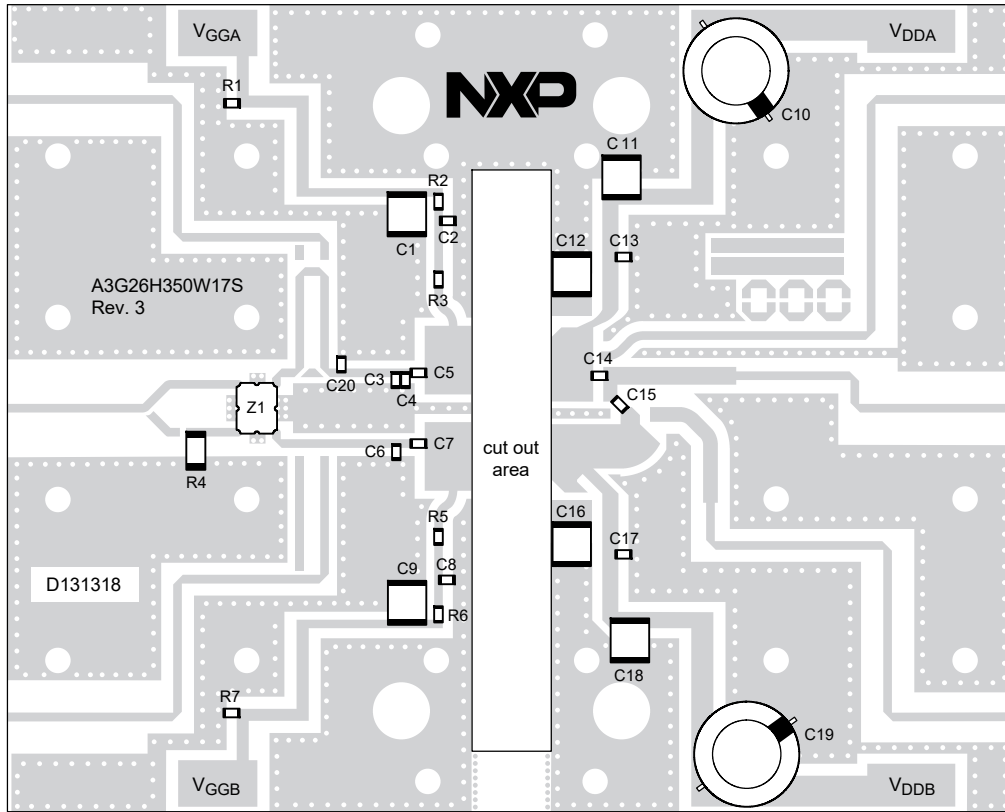 VGGA
VDDA
R1
NXP
C10
C 11
R2
C1
C2
C12
C13
A3G26H350W17S
Rev. 3
R3
C14
C5
C3
C20
C4
C15
Z1
C7
C6
cut out
area
R4
R5
C16
C17
C9
C8
D131318
R6
C18
R7
C19
VGGB
VDDB